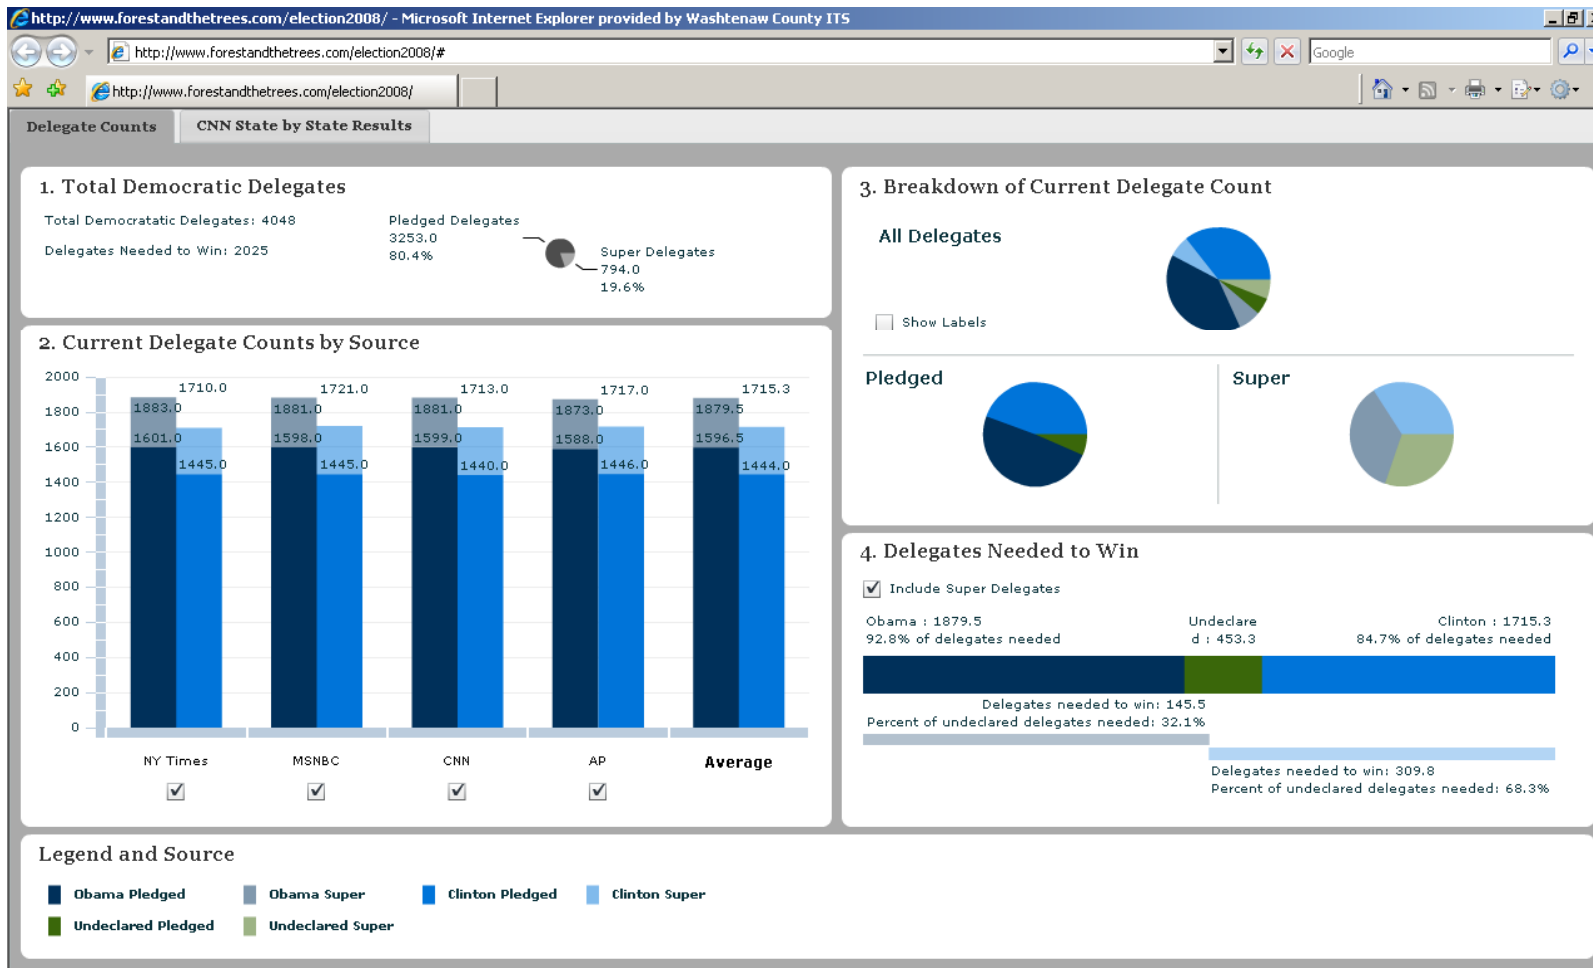 http://www.forestandthetrees.com/election2008/ - Microsoft Internet Explorer provided by Washtenaw County ITS
http://www.forestandthetrees.com/election2008/#
Google
http://www.forestandthetrees.com/election2008/
Delegate Counts
CNN State by State Results
1. Total Democratic Delegates
Total Democratatic Delegates: 4048
Delegates Needed to Win: 2025
Pledged Delegates
3253.0
80.4%
Super Delegates
794.0
19.6%
2. Current Delegate Counts by Source
2000
1800
1600
1400
1200
1000
800
600
400
200
0
1710.0
1883.0
1601.0
1445.0
1721.0
1881.0
1598.0
1445.0
1713.0
1881.0
1599.0
1440.0
1717.0
1873.0
1588.0
1446.0
1715.3
1879.5
1596.5
1444.0
NY Times
MSNBC
CNN
AP
Average
3. Breakdown of Current Delegate Count
All Delegates
Show Labels
Pledged
Super
4. Delegates Needed to Win
Include Super Delegates
Obama : 1879.5
92.8% of delegates needed
Undeclare
d : 453.3
Clinton : 1715.3
84.7% of delegates needed
Delegates needed to win: 145.5
Percent of undeclared delegates needed: 32.1%
Delegates needed to win: 309.8
Percent of undeclared delegates needed: 68.3%
Legend and Source
Obama Pledged
Obama Super
Clinton Pledged
Clinton Super
Undeclared Pledged
Undeclared Super